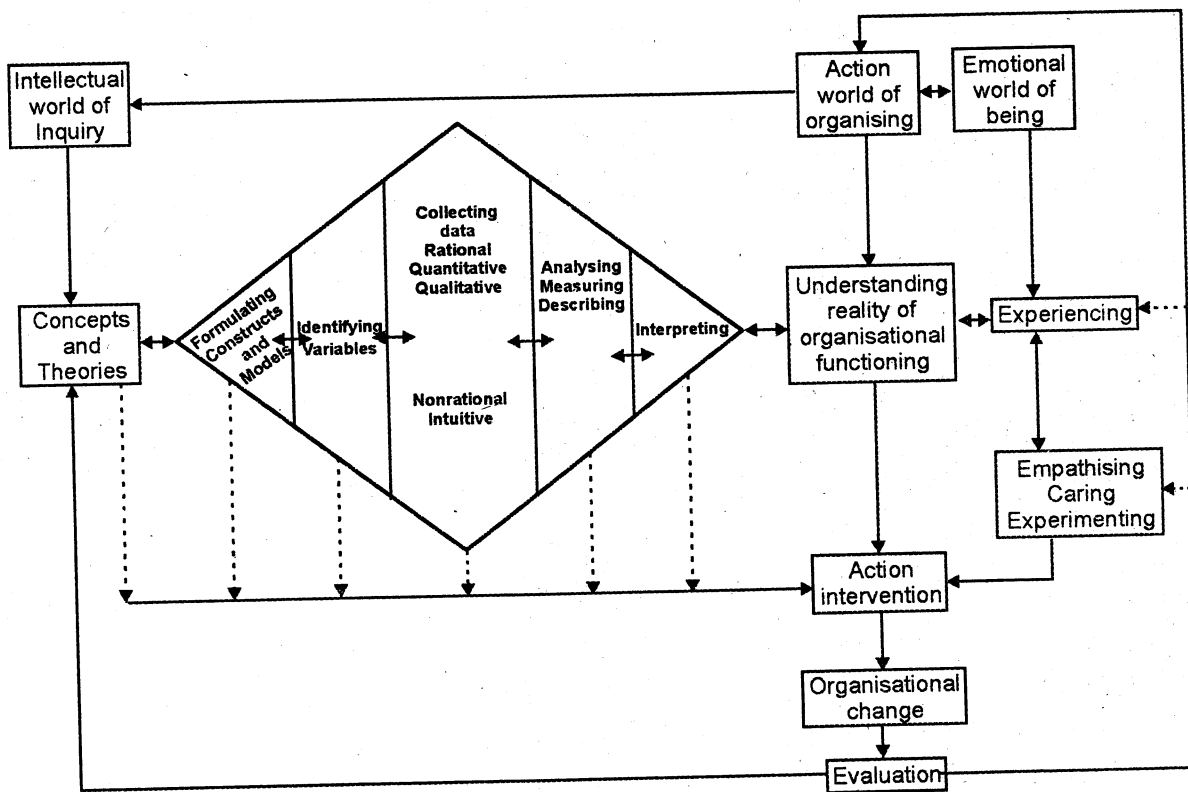 Intellectual
world of
Inquiry
Action
world of
organising
Emotional
world of
being
Concepts
and
Theories
Formulating
Constructs
and
Models
Identifying
Variables
Collecting
data
Rational
Quantitative
Qualitative
Nonrational
Intuitive
Analysing
Measuring
Describing
Interpreting
Understanding
reality of
organisational
functioning
Experiencing
Empathising
Caring
Experimenting
Action
intervention
Organisational
change
Evaluation